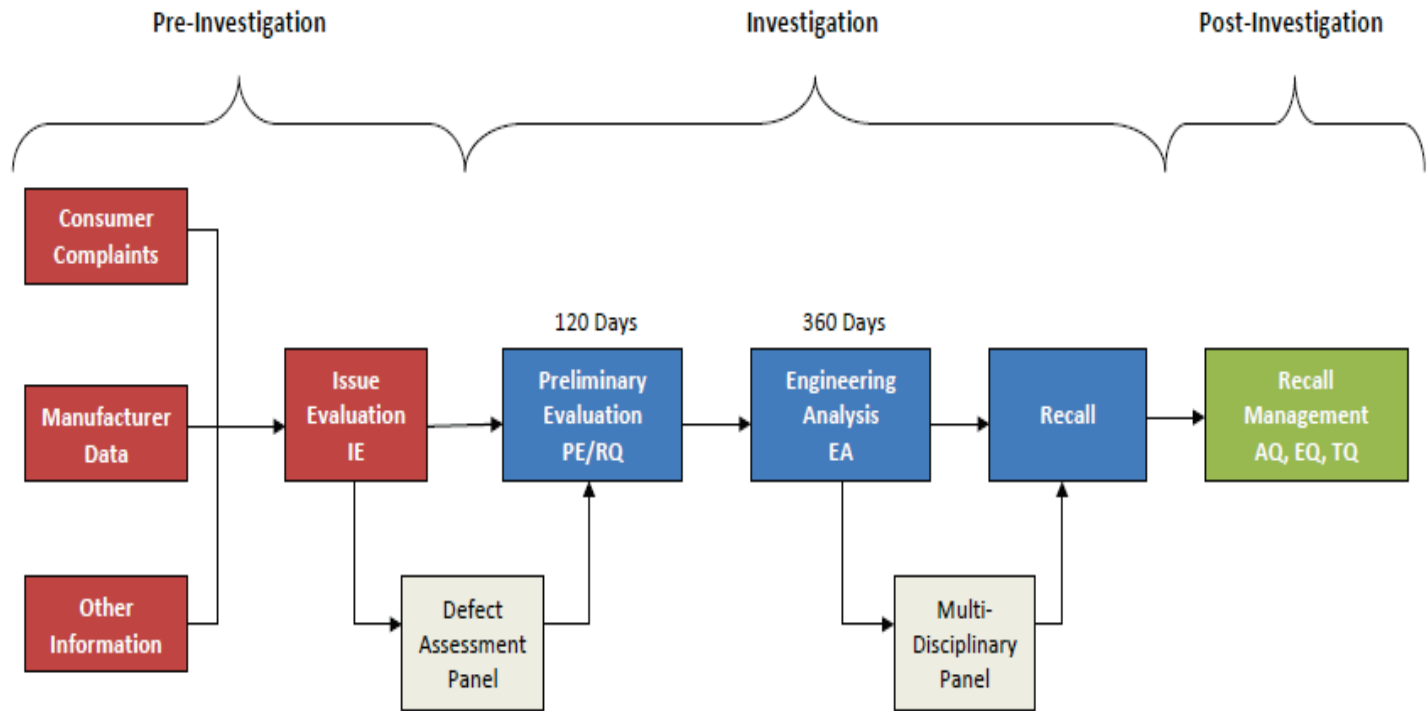 Pre-Investigation
Investigation
Post-Investigation
Consumer
Complaints
Manufacturer
Data
Other
Information
Issue
Evaluation
IE
Defect
Assessment
Panel
120 Days
Preliminary
Evaluation
PE/RQ
360 Days
Engineering
Analysis
EA
Multi-
Disciplinary
Panel
Recall
Recall
Management
AQ, EQ, TQ